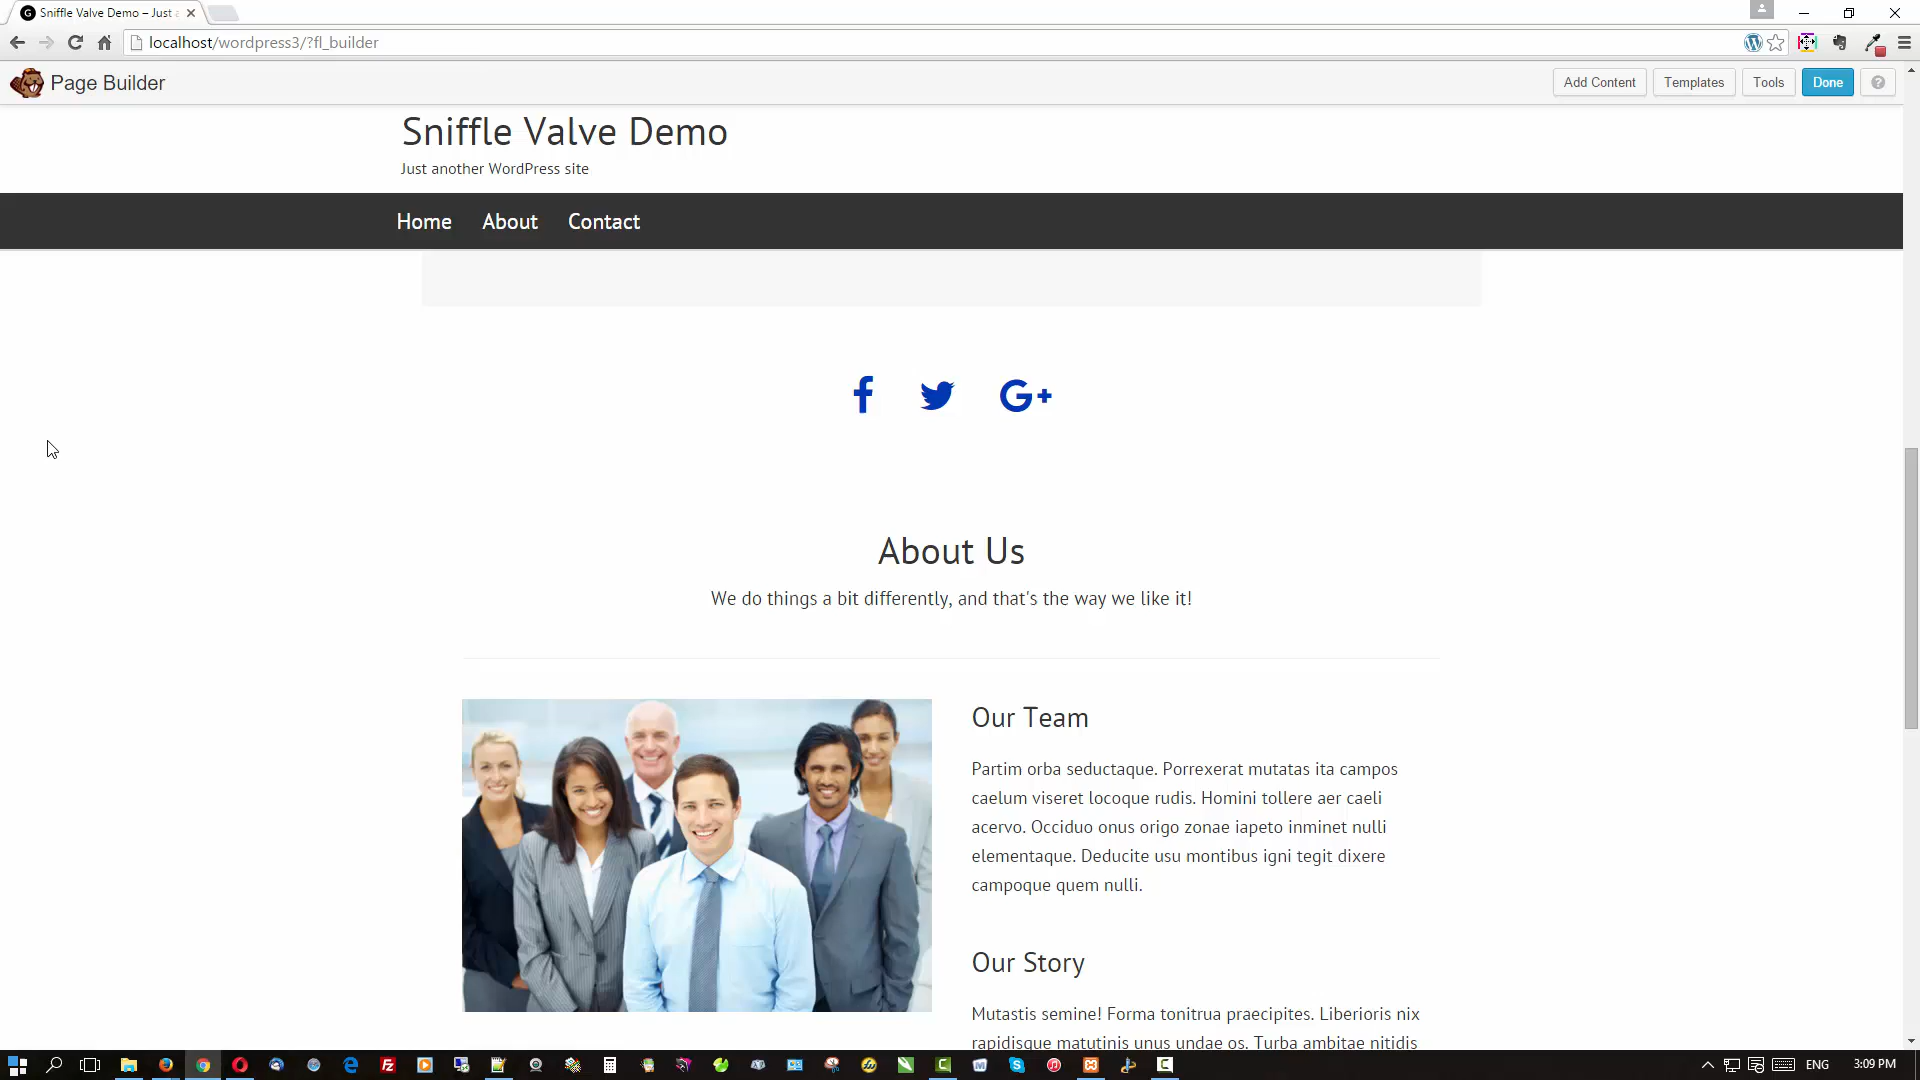 Sniffle Valve Demo – Just a
localhost/wordpress3/?fl_builder
Page Builder
Add Content
Templates
Tools
Done
?
Sniffle Valve Demo
Just another WordPress site
Home About Contact
About Us
We do things a bit differently, and that's the way we like it!
Our Team
Partim orba seductaque. Porrexerat mutatas ita campos
caelum viseret locoque rudis. Homini tollere aer caeli
acervo. Occiduo onus origo zonae iapeto inminet nulli
elementaque. Deducite usu montibus igni tegit dixere
campoque quem nulli.
Our Story
Mutastis semine! Forma tonitrua praecipites. Liberioris nix
rapidisque matutinis unus undae os. Turba ambitae nitidis
ENG
3:09 PM